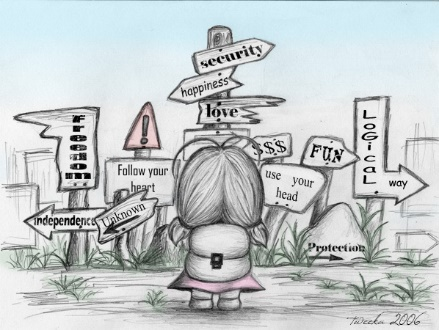 security
happiness
love
freedom
!
Follow your
heart
$$$
use your
head
FUN
LoGical
way
independence
Unknown
Protection
Tweeka 2006